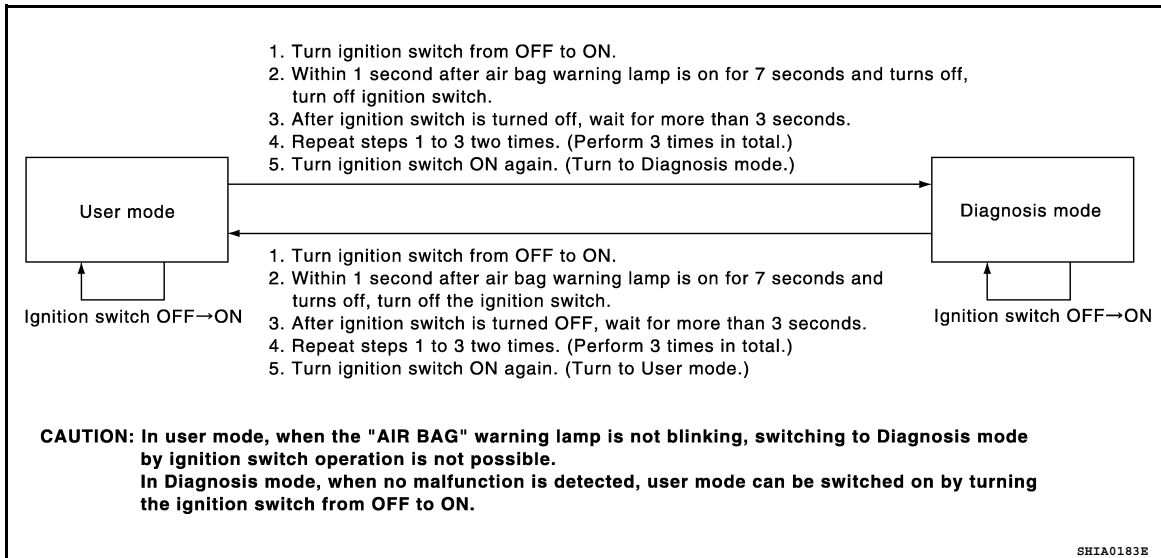 1. Turn ignition switch from OFF to ON.
2. Within 1 second after air bag warning lamp is on for 7 seconds and turns off,
turn off ignition switch.
3. After ignition switch is turned off, wait for more than 3 seconds.
4. Repeat steps 1 to 3 two times. (Perform 3 times in total.)
5. Turn ignition switch ON again. (Turn to Diagnosis mode.)
User mode
Diagnosis mode
1. Turn ignition switch from OFF to ON.
2. Within 1 second after air bag warning lamp is on for 7 seconds and
turns off, turn off the ignition switch.
3. After ignition switch is turned OFF, wait for more than 3 seconds.
4. Repeat steps 1 to 3 two times. (Perform 3 times in total.)
5. Turn ignition switch ON again. (Turn to User mode.)
Ignition switch OFF→ON
Ignition switch OFF→ON
CAUTION: In user mode, when the "AIR BAG" warning lamp is not blinking, switching to Diagnosis mode
by ignition switch operation is not possible.
In Diagnosis mode, when no malfunction is detected, user mode can be switched on by turning
the ignition switch from OFF to ON.
SHIA0183E